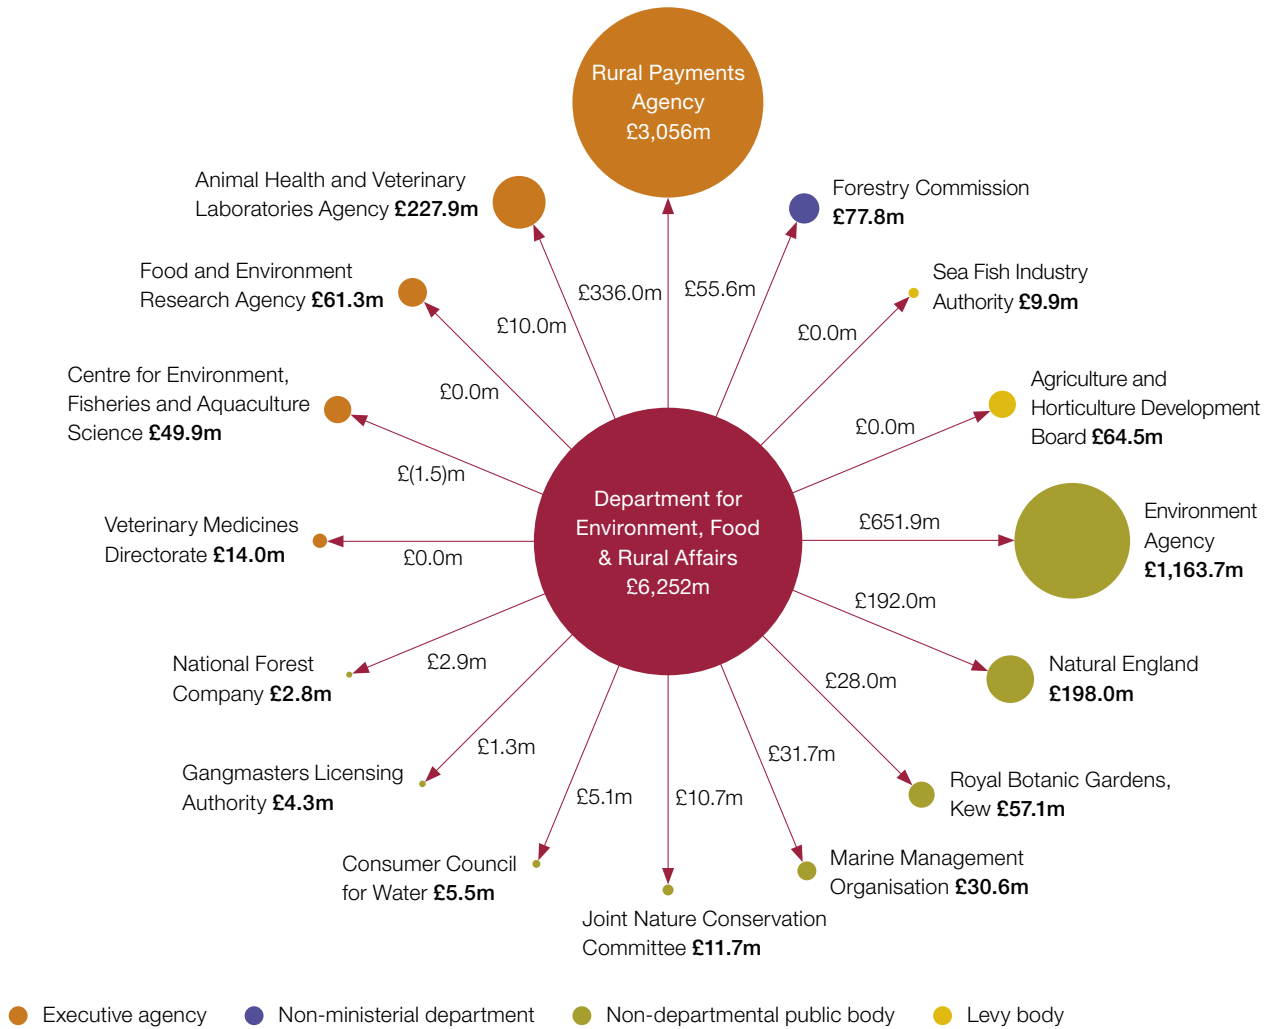 Rural Payments
Agency
£3,056m
Animal Health and Veterinary
Laboratories Agency £227.9m
Forestry Commission
£77.8m
Food and Environment
Research Agency £61.3m
Sea Fish Industry
Authority £9.9m
£336.0m
£55.6m
£10.0m
£0.0m
Centre for Environment,
Fisheries and Aquaculture
Science £49.9m
£0.0m
Agriculture and
Horticulture Development
Board £64.5m
£0.0m
£(1.5)m
Department for
Environment, Food
& Rural Affairs
£6,252m
Veterinary Medicines
Directorate £14.0m
£0.0m
£651.9m
Environment
Agency
£1,163.7m
£192.0m
National Forest
Company £2.8m
£2.9m
Natural England
£198.0m
£28.0m
£1.3m
£31.7m
Gangmasters Licensing
Authority £4.3m
£5.1m
£10.7m
Royal Botanic Gardens,
Kew £57.1m
Consumer Council
for Water £5.5m
Marine Management
Organisation £30.6m
Joint Nature Conservation
Committee £11.7m
Executive agency
Non-ministerial department
Non-departmental public body
Levy body